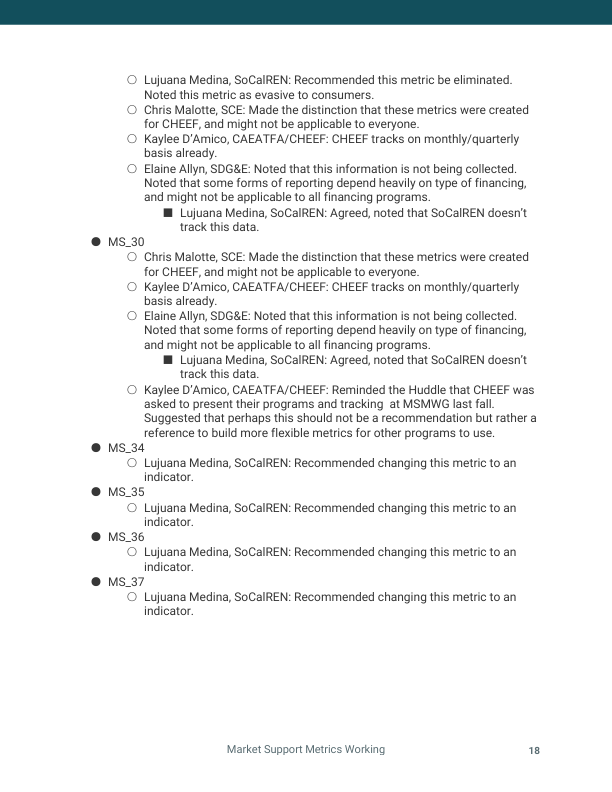 ○ Lujuana Medina, SoCalREN: Recommended this metric be eliminated.
Noted this metric as evasive to consumers.
○ Chris Malotte, SCE: Made the distinction that these metrics were created
for CHEEF, and might not be applicable to everyone.
○ Kaylee D’Amico, CAEATFA/CHEEF: CHEEF tracks on monthly/quarterly
basis already.
○ Elaine Allyn, SDG&E: Noted that this information is not being collected.
Noted that some forms of reporting depend heavily on type of financing,
and might not be applicable to all financing programs.
■ Lujuana Medina, SoCalREN: Agreed, noted that SoCalREN doesn’t
track this data.
● MS_30
○ Chris Malotte, SCE: Made the distinction that these metrics were created
for CHEEF, and might not be applicable to everyone.
○ Kaylee D’Amico, CAEATFA/CHEEF: CHEEF tracks on monthly/quarterly
basis already.
○ Elaine Allyn, SDG&E: Noted that this information is not being collected.
Noted that some forms of reporting depend heavily on type of financing,
and might not be applicable to all financing programs.
■ Lujuana Medina, SoCalREN: Agreed, noted that SoCalREN doesn’t
track this data.
○ Kaylee D’Amico, CAEATFA/CHEEF: Reminded the Huddle that CHEEF was
asked to present their programs and tracking  at MSMWG last fall.
Suggested that perhaps this should not be a recommendation but rather a
reference to build more flexible metrics for other programs to use.
● MS_34
○ Lujuana Medina, SoCalREN: Recommended changing this metric to an
indicator.
● MS_35
○ Lujuana Medina, SoCalREN: Recommended changing this metric to an
indicator.
● MS_36
○ Lujuana Medina, SoCalREN: Recommended changing this metric to an
indicator.
● MS_37
○ Lujuana Medina, SoCalREN: Recommended changing this metric to an
indicator.
Market Support Metrics Working 18